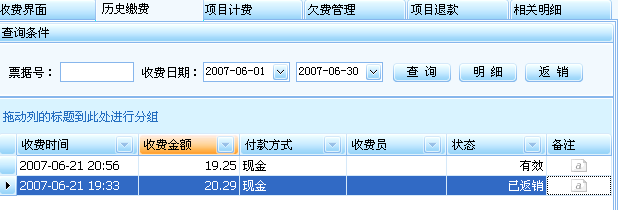 收费界面 历史缴费 项目计费 欠费管理 项目退款 相关明细
查询条件
票据号： 收费日期：2007-06-01 2007-06-30 查 询 明 细 返 销
拖动列的标题到此处进行分组
收费时间 收费金额 付款方式 收费员 状态 备注
2007-06-21 20:56 19.25 现金 有效 a
2007-06-21 19:33 20.29 现金 已返销 a